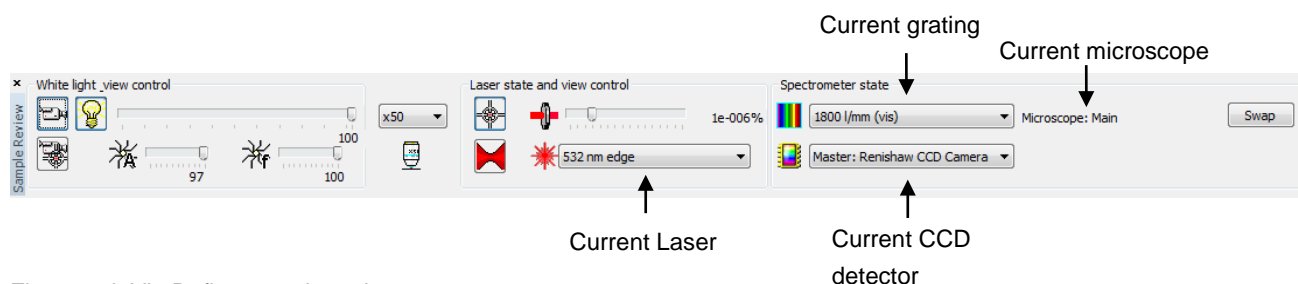 Current grating
Current microscope
× White light view control
Laser state and view control
Spectrometer state
Sample Review
x50
1e-006%
1800 l/mm (vis)
Microscope: Main
Swap
100
A
f
97
100
532 nm edge
Master: Renishaw CCD Camera
Current Laser
Current CCD
detector